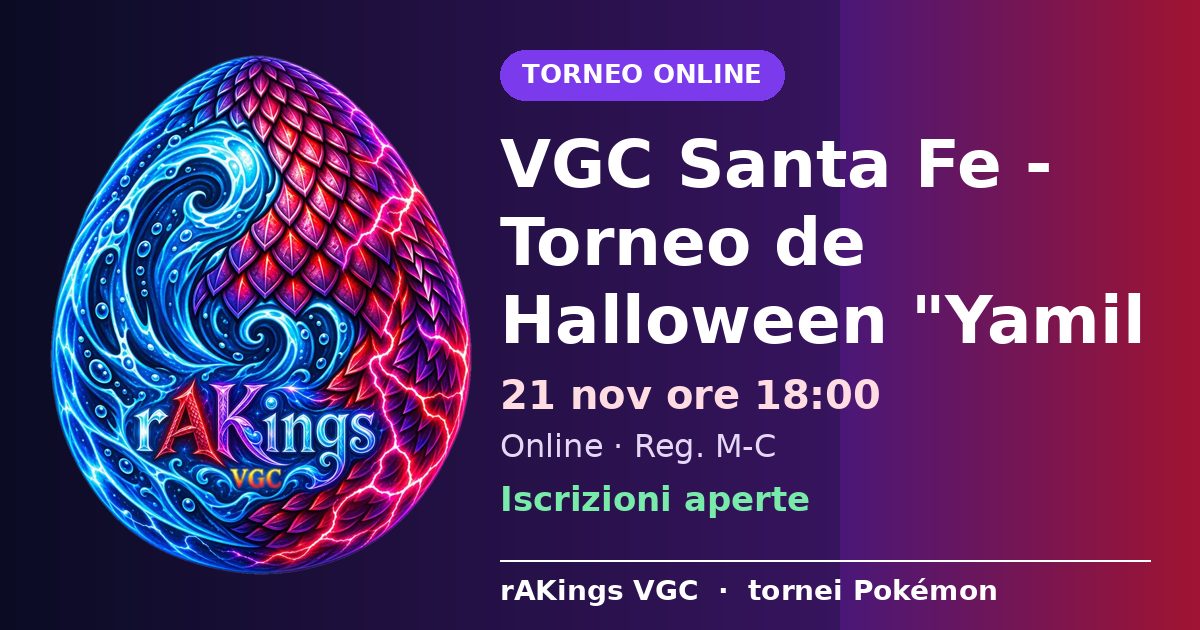 TORNEO ONLINE
VGC Santa Fe -
Torneo de
Halloween "Yamil
21 nov ore 18:00
Online · Reg. M-C
Iscrizioni aperte
rAKings
VGC
rAKings VGC · tornei Pokémon